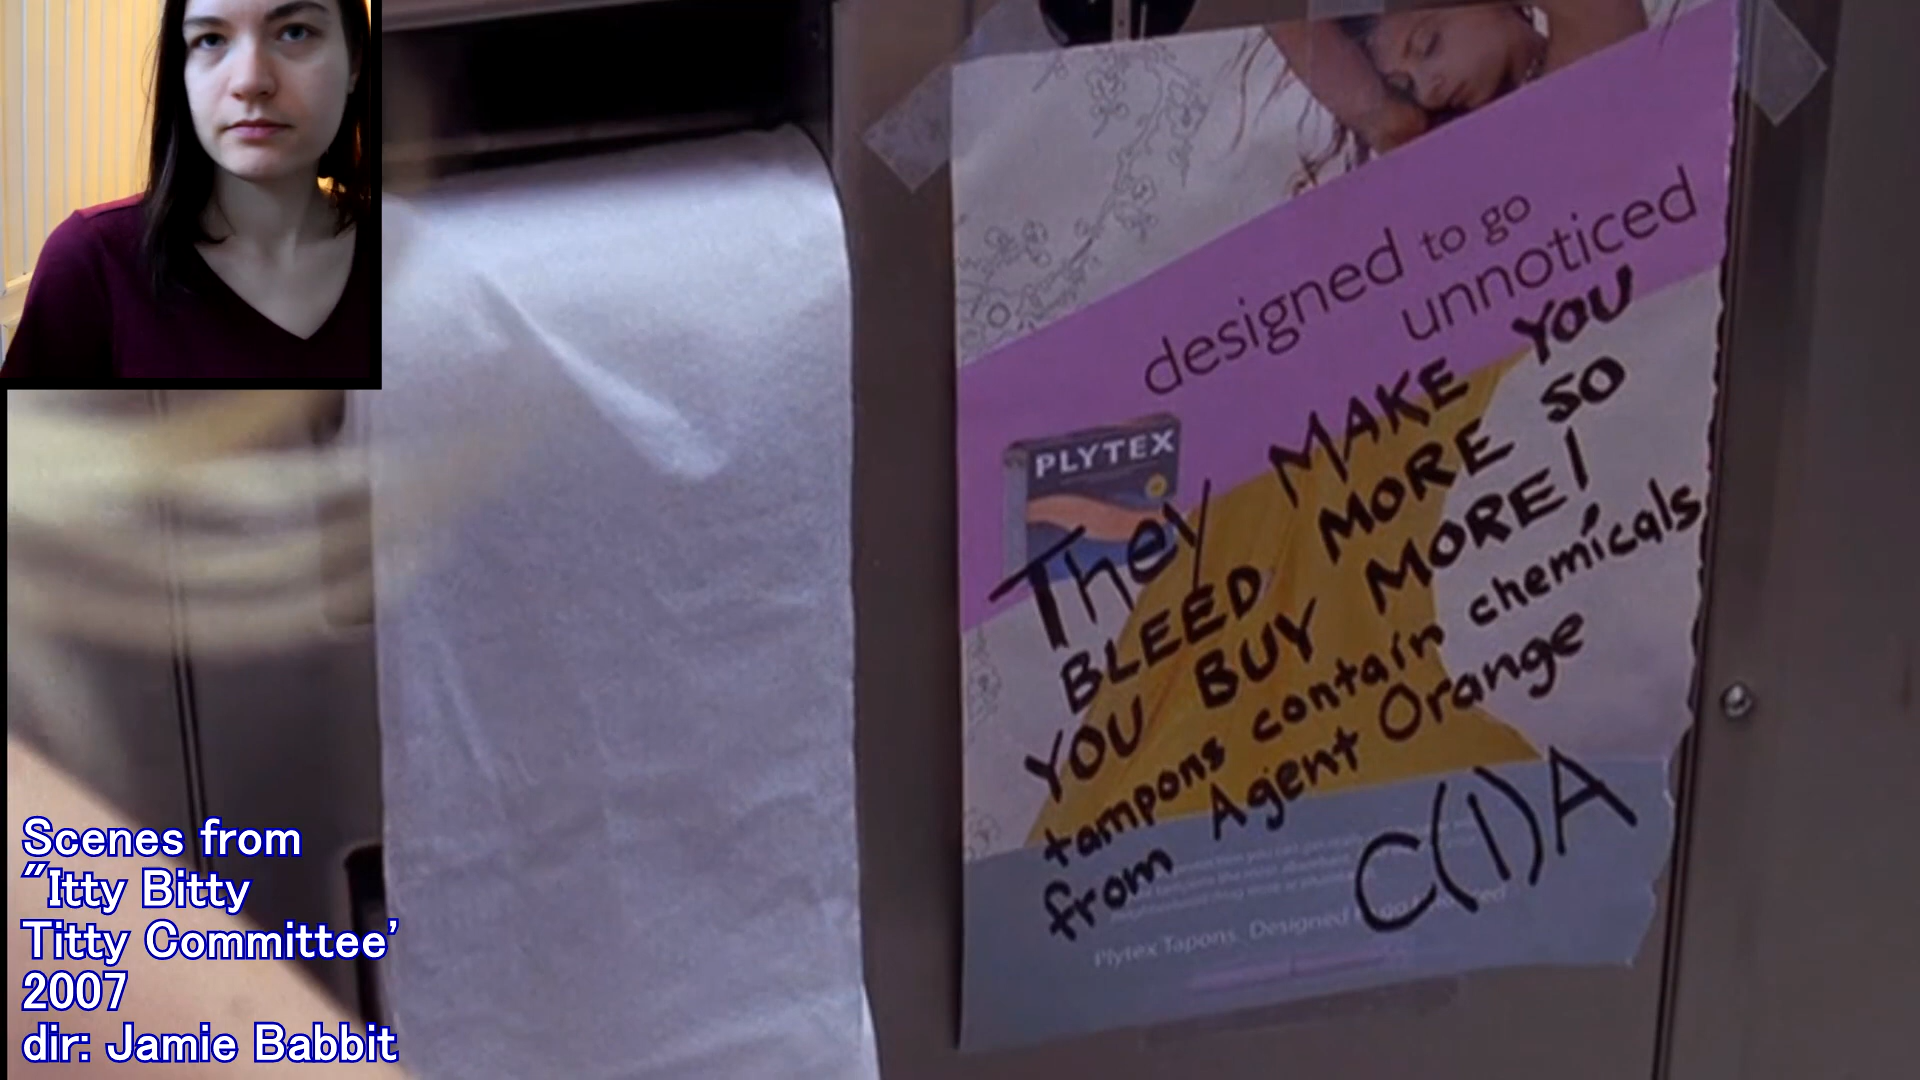 designed to go
unnoticed
PLYTEX
They MAKE YOU
BLEED MORE SO
YOU BUY MORE!
tampons contain chemicals
from Agent Orange
C(I)A
Plytex Tapons. Designed
Scenes from
"Itty Bitty
Titty Committee'
2007
dir: Jamie Babbit